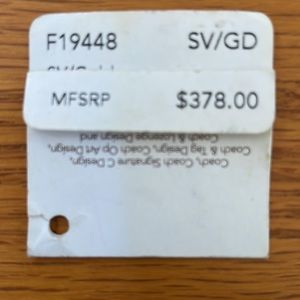 F19448 SV/GD
MFSRP $378.00
Coach, Coach Signature C Design,
Coach & Tag Design, Coach Op Art Design,
Coach & Lozenge Design and